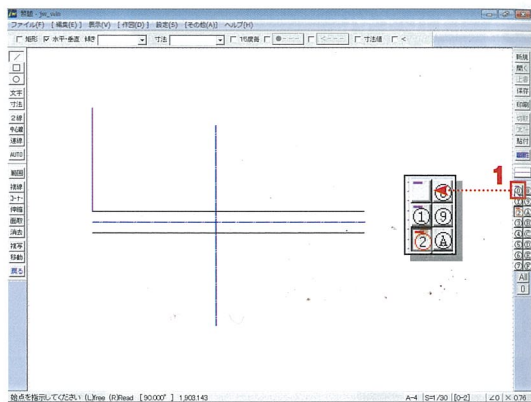 無題 - jw_win
ファイル(F) [編集(E)] 表示(V) [作図(D)] 設定(S) [その他(A)] ヘルプ(H)
矩形 水平・垂直 傾き 寸法 15度毎 ●--- <--- 寸法値 <
／
□
○
文字
寸法
2線
中心線
連線
AUTO
範囲
複線
コーナー
伸縮
面取
消去
複写
移動
戻る
新規
開く
上書
保存
印刷
切取
コピー
貼付
線属性
All
0
1
8
① ⑨
② Ⓐ
始点を指示してください (L)free (R)Read [90.000°] 1,903.143
A-4 S=1/30 [0-2] ∠0 × 0.76